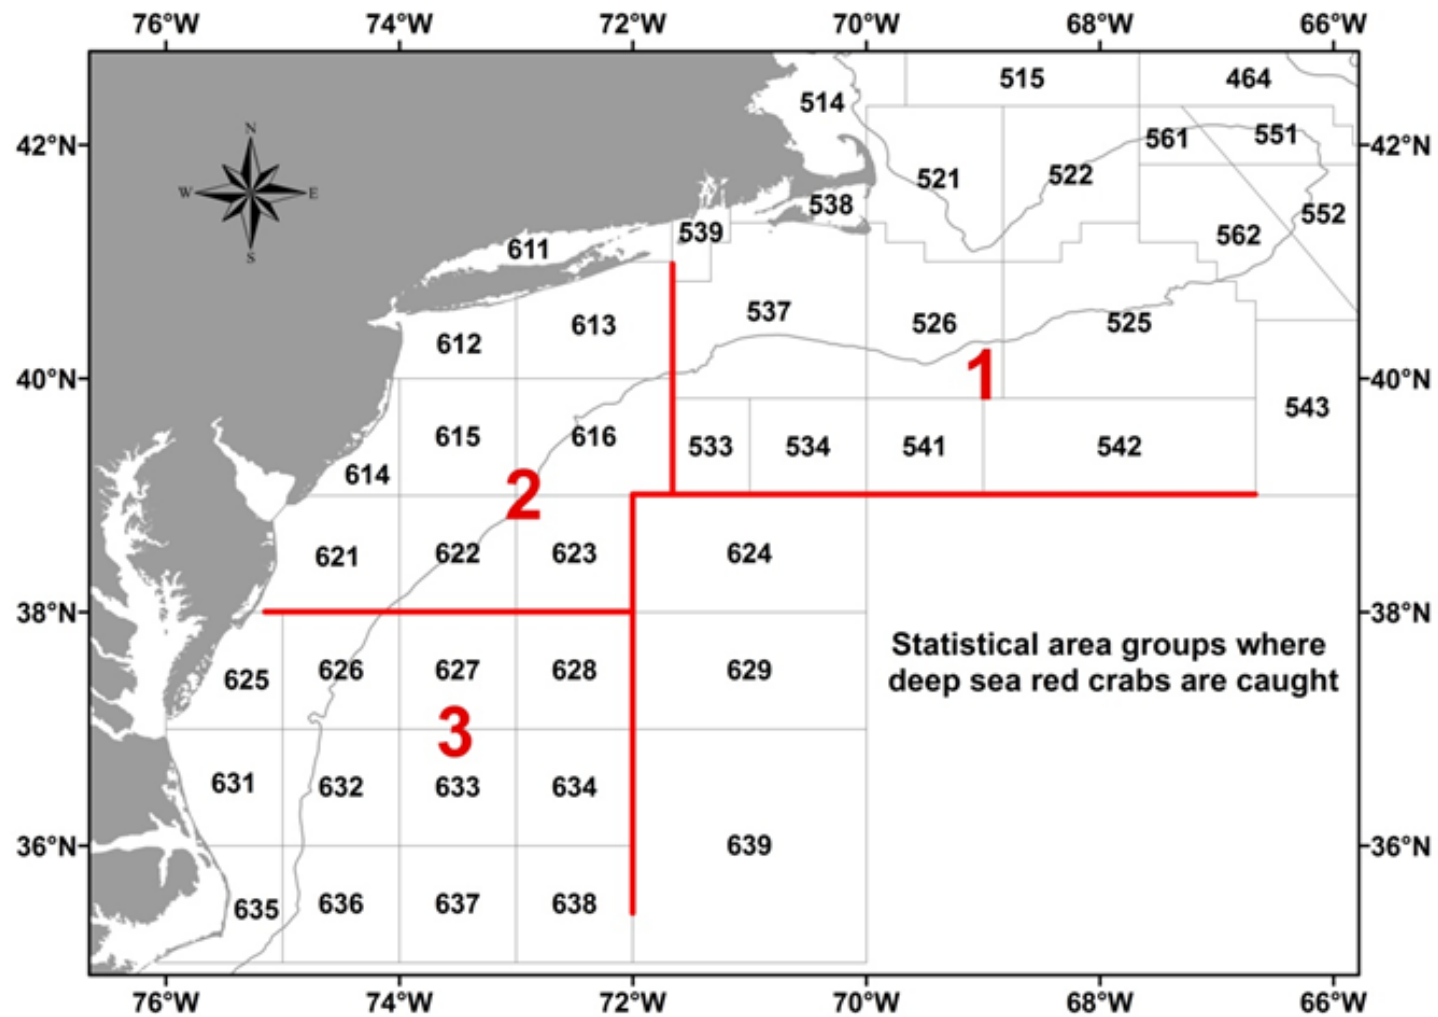 76°W 74°W 72°W 70°W 68°W 66°W
515 464
514
N
42°N 561 551 42°N
521 522
W E
538 552
539 562
611
S
537
613 526 525
612
1
40°N 40°N
543
615 616 533 534 541 542
614
2
621 622 623 624
38°N 38°N
Statistical area groups where
deep sea red crabs are caught
625 626 627 628 629
3
631 632 633 634
36°N 639 36°N
635 636 637 638
76°W 74°W 72°W 70°W 68°W 66°W